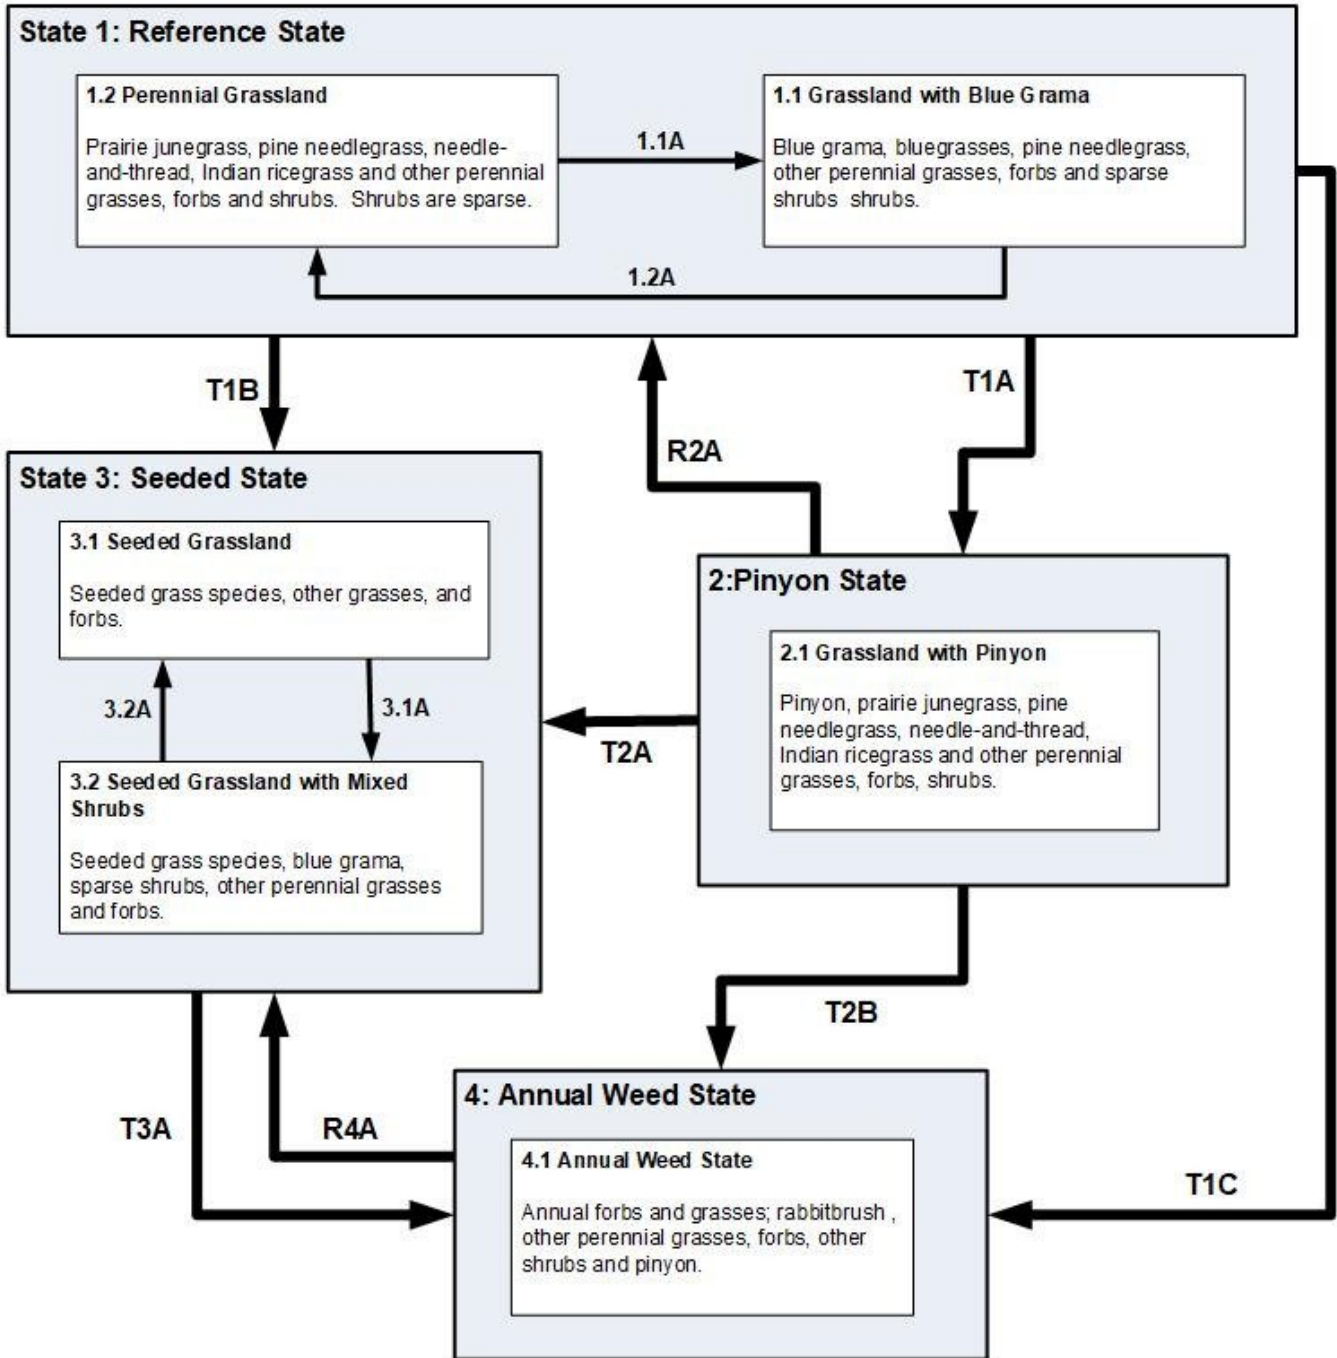 State 1: Reference State
1.2 Perennial Grassland
Prairie junegrass, pine needlegrass, needle-
and-thread, Indian ricegrass and other perennial
grasses, forbs and shrubs. Shrubs are sparse.
1.1A
1.1 Grassland with Blue Grama
Blue grama, bluegrasses, pine needlegrass,
other perennial grasses, forbs and sparse
shrubs shrubs.
1.2A
T1B
R2A
T1A
State 3: Seeded State
3.1 Seeded Grassland
Seeded grass species, other grasses, and
forbs.
3.2A
3.1A
3.2 Seeded Grassland with Mixed
Shrubs
Seeded grass species, blue grama,
sparse shrubs, other perennial grasses
and forbs.
T2A
2:Pinyon State
2.1 Grassland with Pinyon
Pinyon, prairie junegrass, pine
needlegrass, needle-and-thread,
Indian ricegrass and other perennial
grasses, forbs, shrubs.
T2B
T3A
R4A
4: Annual Weed State
4.1 Annual Weed State
Annual forbs and grasses; rabbitbrush ,
other perennial grasses, forbs, other
shrubs and pinyon.
T1C